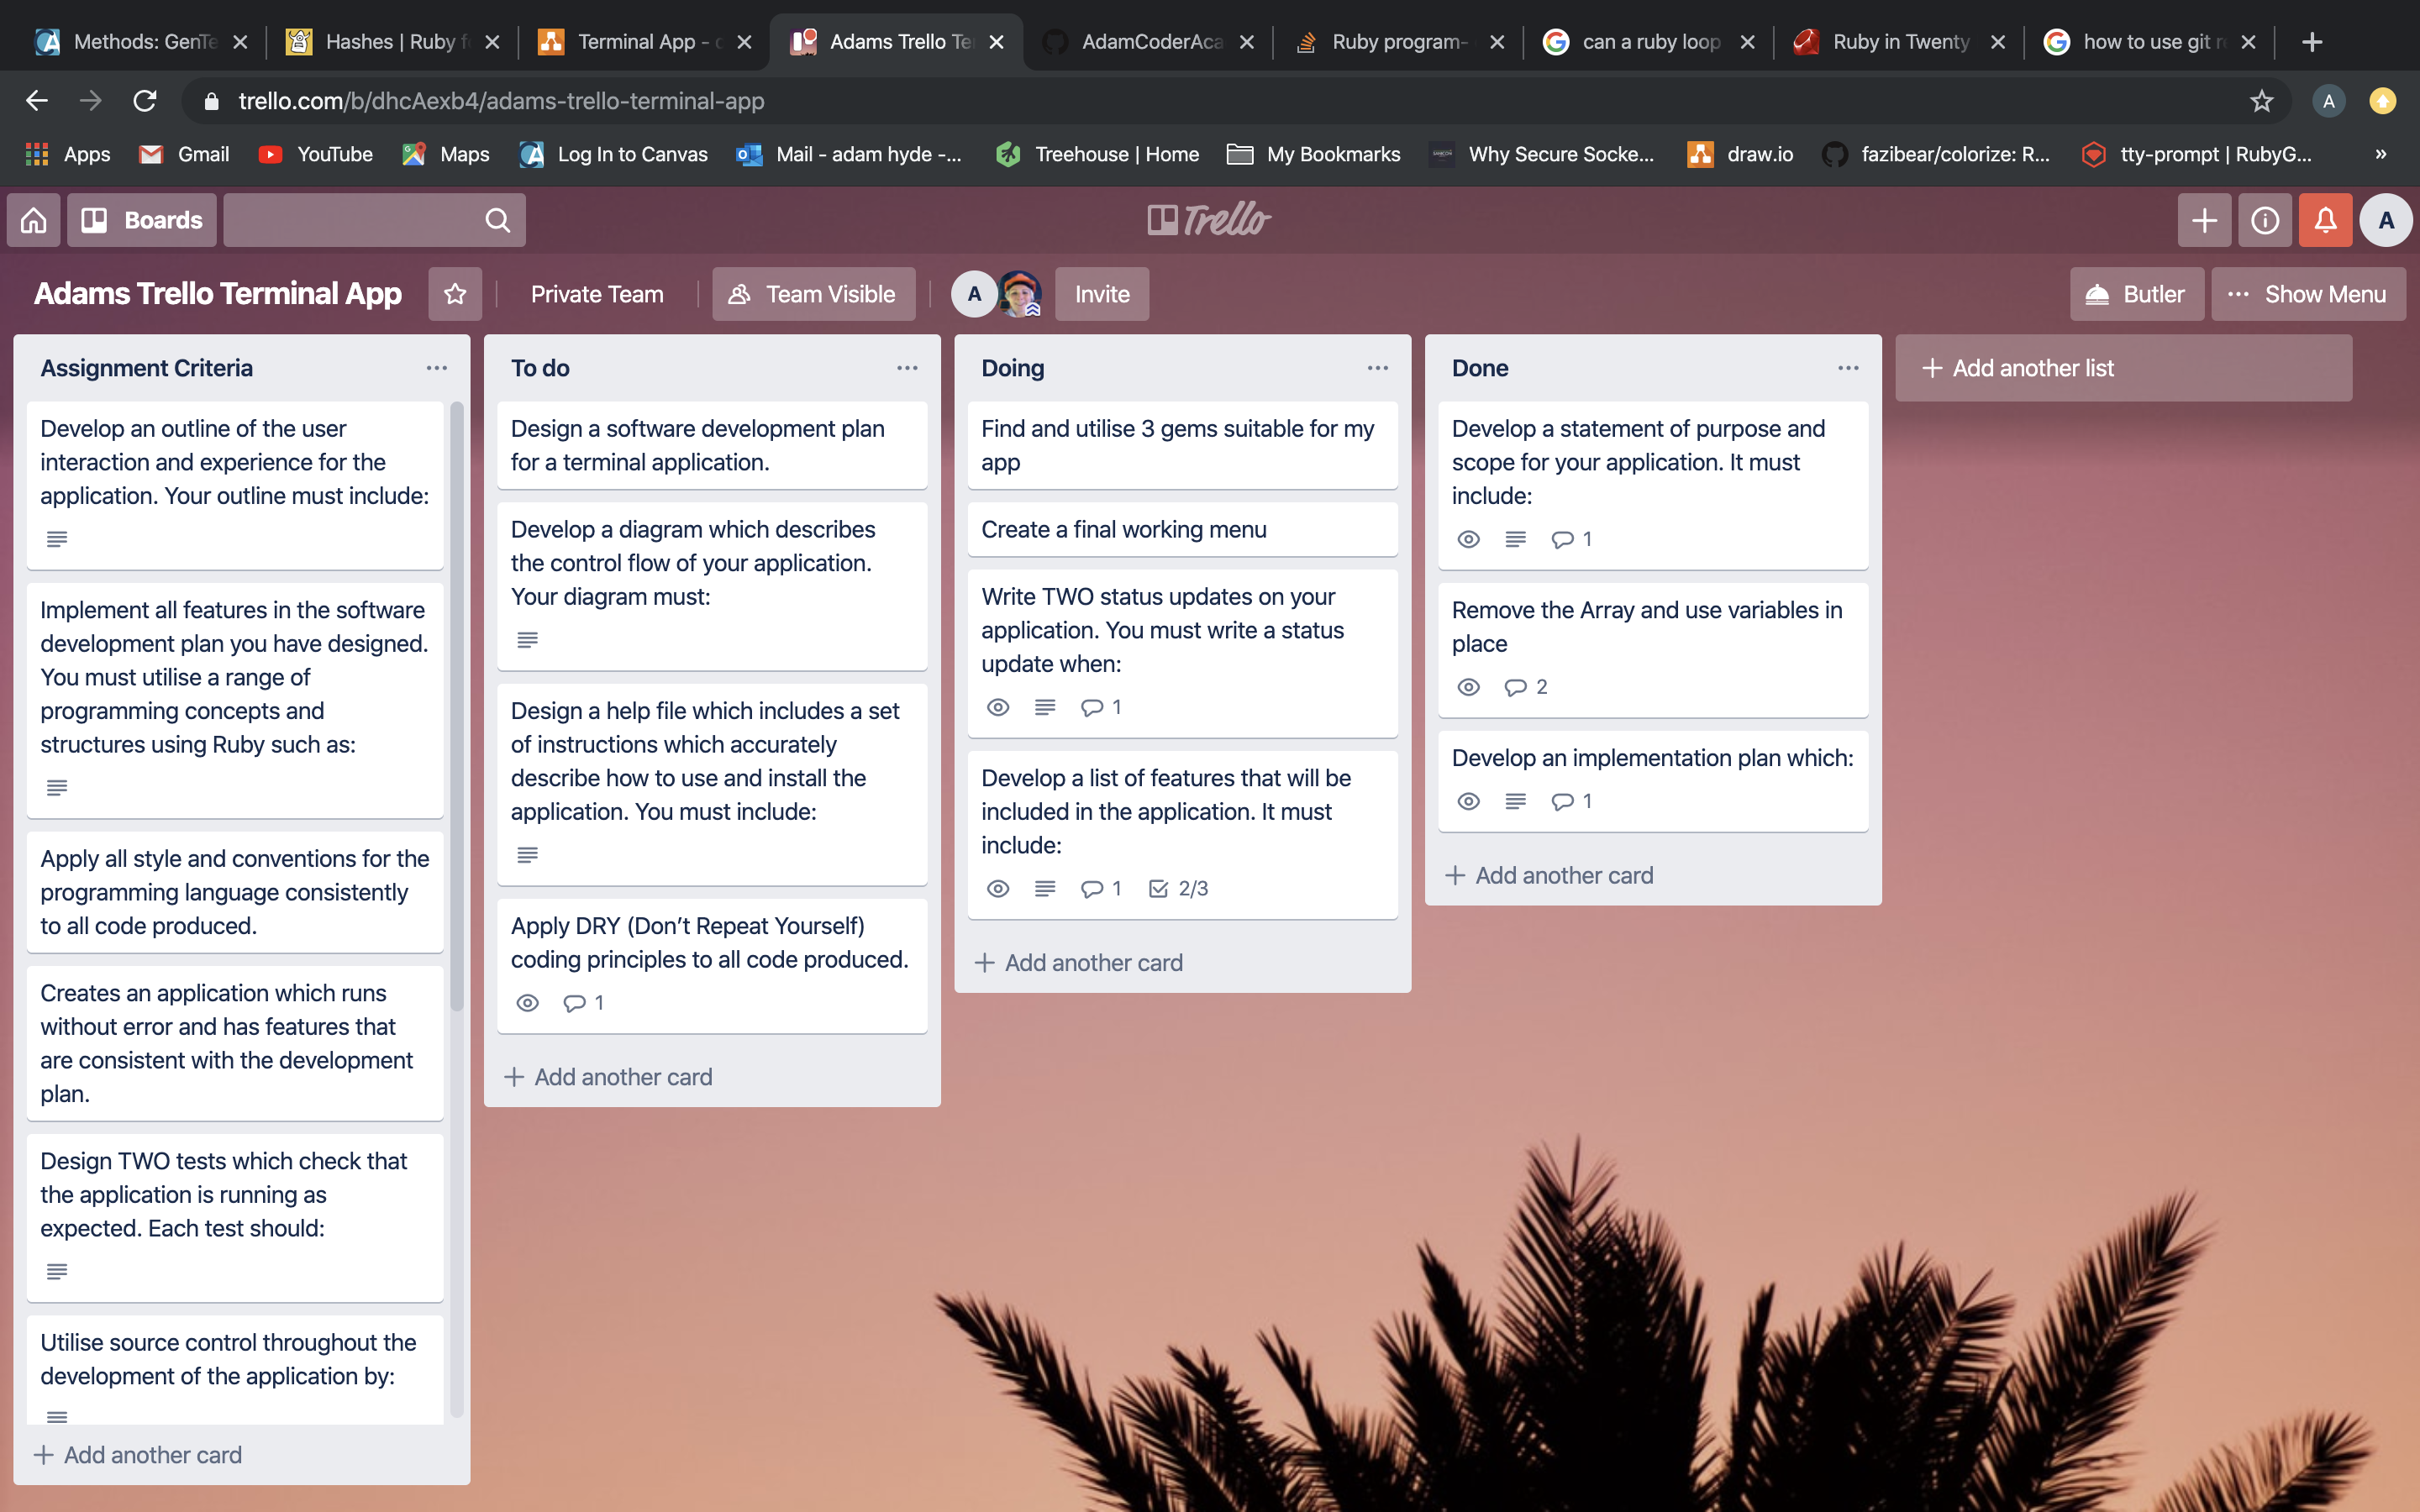 Methods: GenTe
Hashes | Ruby f
Terminal App -
Adams Trello Te
AdamCoderAca
Ruby program-
can a ruby loop
Ruby in Twenty
how to use git r
trello.com/b/dhcAexb4/adams-trello-terminal-app
A
Apps
Gmail
YouTube
Maps
Log In to Canvas
Mail - adam hyde -...
Treehouse | Home
My Bookmarks
Why Secure Socke...
draw.io
fazibear/colorize: R...
tty-prompt | RubyG...
»
Boards
Trello
A
Adams Trello Terminal App
Private Team
Team Visible
A
Invite
Butler
Show Menu
Assignment Criteria
Develop an outline of the user
interaction and experience for the
application. Your outline must include:
Implement all features in the software
development plan you have designed.
You must utilise a range of
programming concepts and
structures using Ruby such as:
Apply all style and conventions for the
programming language consistently
to all code produced.
Creates an application which runs
without error and has features that
are consistent with the development
plan.
Design TWO tests which check that
the application is running as
expected. Each test should:
Utilise source control throughout the
development of the application by:
+ Add another card
To do
Design a software development plan
for a terminal application.
Develop a diagram which describes
the control flow of your application.
Your diagram must:
Design a help file which includes a set
of instructions which accurately
describe how to use and install the
application. You must include:
Apply DRY (Don’t Repeat Yourself)
coding principles to all code produced.
1
+ Add another card
Doing
Find and utilise 3 gems suitable for my
app
Create a final working menu
Write TWO status updates on your
application. You must write a status
update when:
1
Develop a list of features that will be
included in the application. It must
include:
1 2/3
+ Add another card
Done
Develop a statement of purpose and
scope for your application. It must
include:
1
Remove the Array and use variables in
place
2
Develop an implementation plan which:
1
+ Add another card
+ Add another list